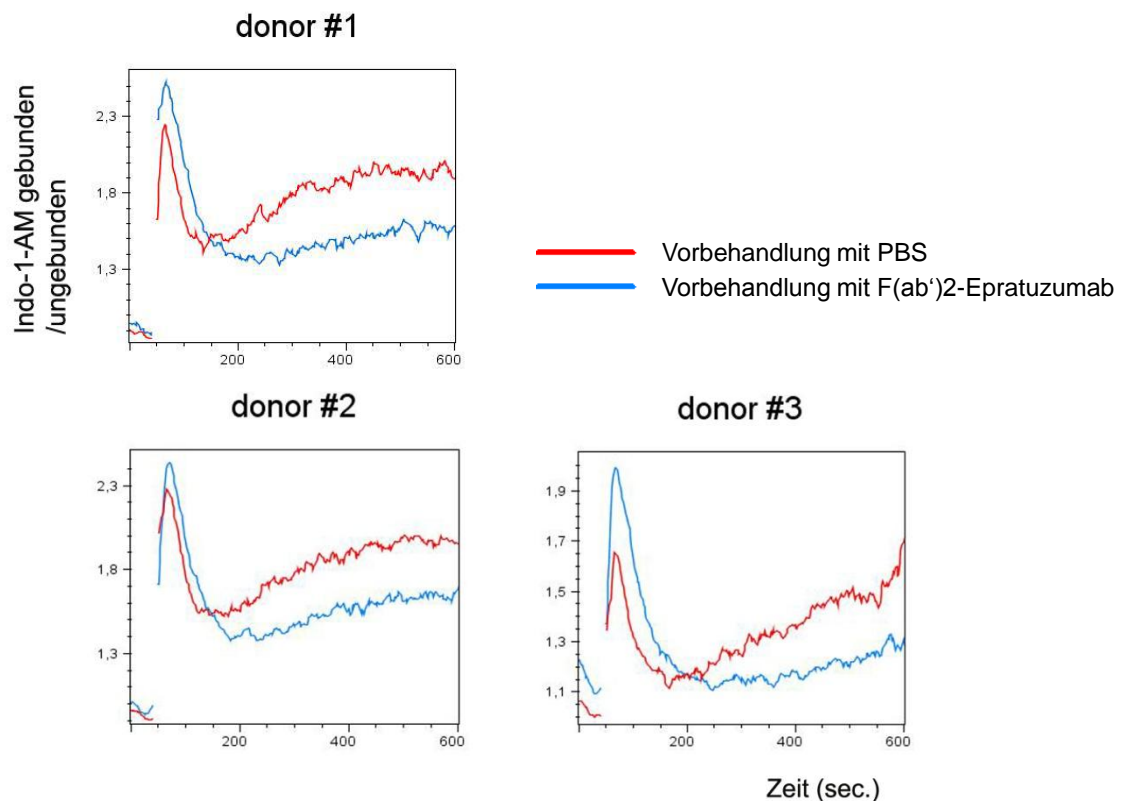 donor #1
Indo-1-AM gebunden
/ungebunden
2,3
1,8
1,3
200
400
600
Vorbehandlung mit PBS
Vorbehandlung mit F(ab‘)2-Epratuzumab
donor #2
2,3
1,8
1,3
200
400
600
donor #3
1,9
1,7
1,5
1,3
1,1
200
400
600
Zeit (sec.)